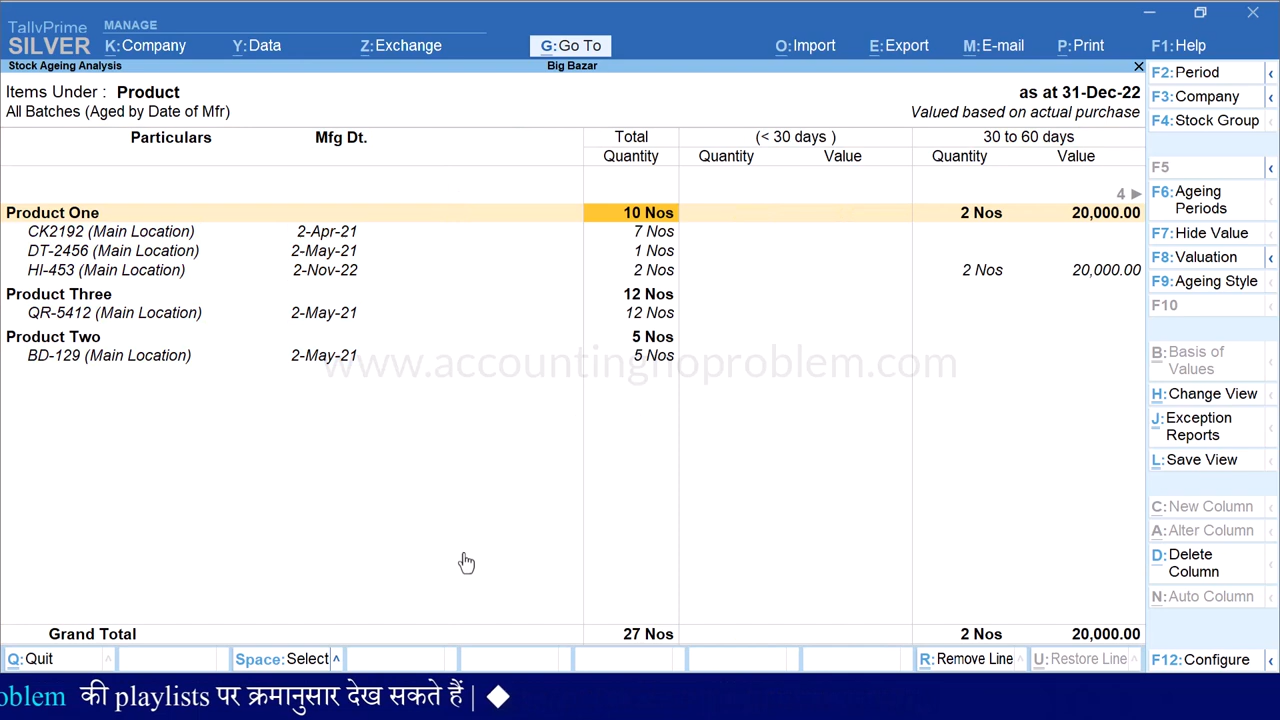 TallyPrime
MANAGE
SILVER
K:Company
Y:Data
Z:Exchange
G:Go To
O:Import
E:Export
M:E-mail
P:Print
F1:Help
Stock Ageing Analysis
Big Bazar
Items Under : Product
as at 31-Dec-22
All Batches (Aged by Date of Mfr)
Valued based on actual purchase
Particulars Mfg Dt. Total (< 30 days ) 30 to 60 days
Quantity Quantity Value Quantity Value
4 ▶
Product One 10 Nos 2 Nos 20,000.00
CK2192 (Main Location) 2-Apr-21 7 Nos
DT-2456 (Main Location) 2-May-21 1 Nos
HI-453 (Main Location) 2-Nov-22 2 Nos 2 Nos 20,000.00
Product Three 12 Nos
QR-5412 (Main Location) 2-May-21 12 Nos
Product Two 5 Nos
BD-129 (Main Location) 2-May-21 5 Nos
www.accountingnoproblem.com
Grand Total 27 Nos 2 Nos 20,000.00
F2:Period
F3:Company
F4:Stock Group
F5
F6:Ageing
Periods
F7:Hide Value
F8:Valuation
F9:Ageing Style
F10
B:Basis of
Values
H:Change View
J:Exception
Reports
L:Save View
C:New Column
A:Alter Column
D:Delete
Column
N:Auto Column
Q:Quit
Space:Select
R:Remove Line
U:Restore Line
F12:Configure
oblem की playlists पर क्रमानुसार देख सकते हैं | ◆